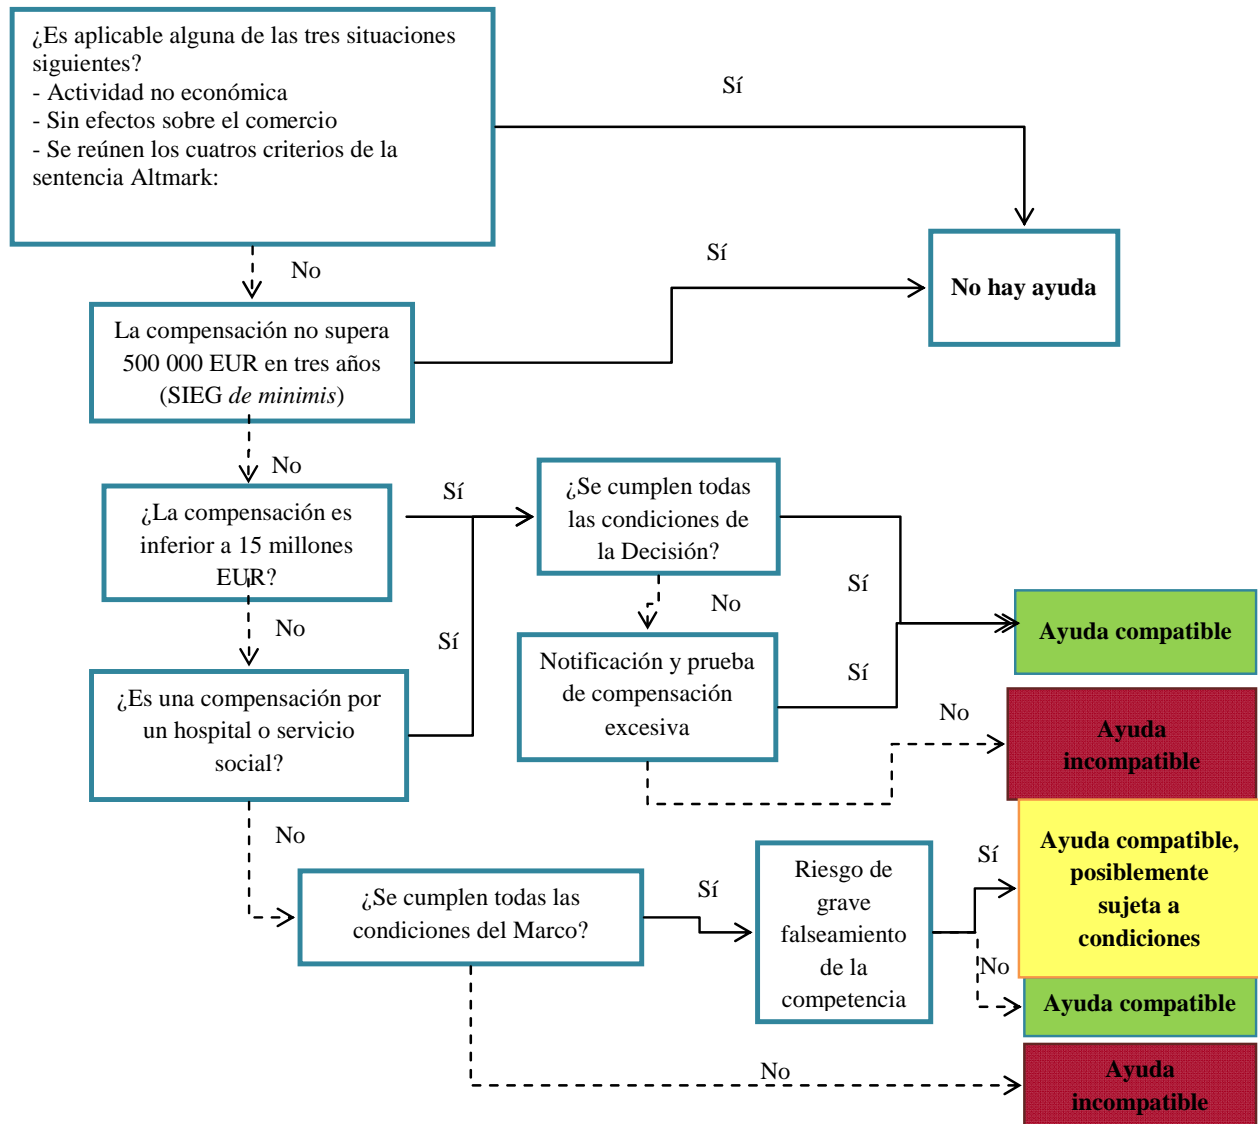 ¿Es aplicable alguna de las tres situaciones
siguientes?
- Actividad no económica
- Sin efectos sobre el comercio
- Se reúnen los cuatros criterios de la
sentencia Altmark:
Sí
No
Sí
No hay ayuda
La compensación no supera
500 000 EUR en tres años
(SIEG de minimis)
No
Sí
¿La compensación es
inferior a 15 millones
EUR?
¿Se cumplen todas
las condiciones de
la Decisión?
No
Sí
No
Sí
Ayuda compatible
Notificación y prueba
de compensación
excesiva
Sí
¿Es una compensación por
un hospital o servicio
social?
No
Ayuda
incompatible
No
¿Se cumplen todas las
condiciones del Marco?
Sí
Riesgo de
grave
falseamiento
de la
competencia
Sí
Ayuda compatible,
posiblemente
sujeta a
condiciones
No
Ayuda compatible
No
Ayuda
incompatible